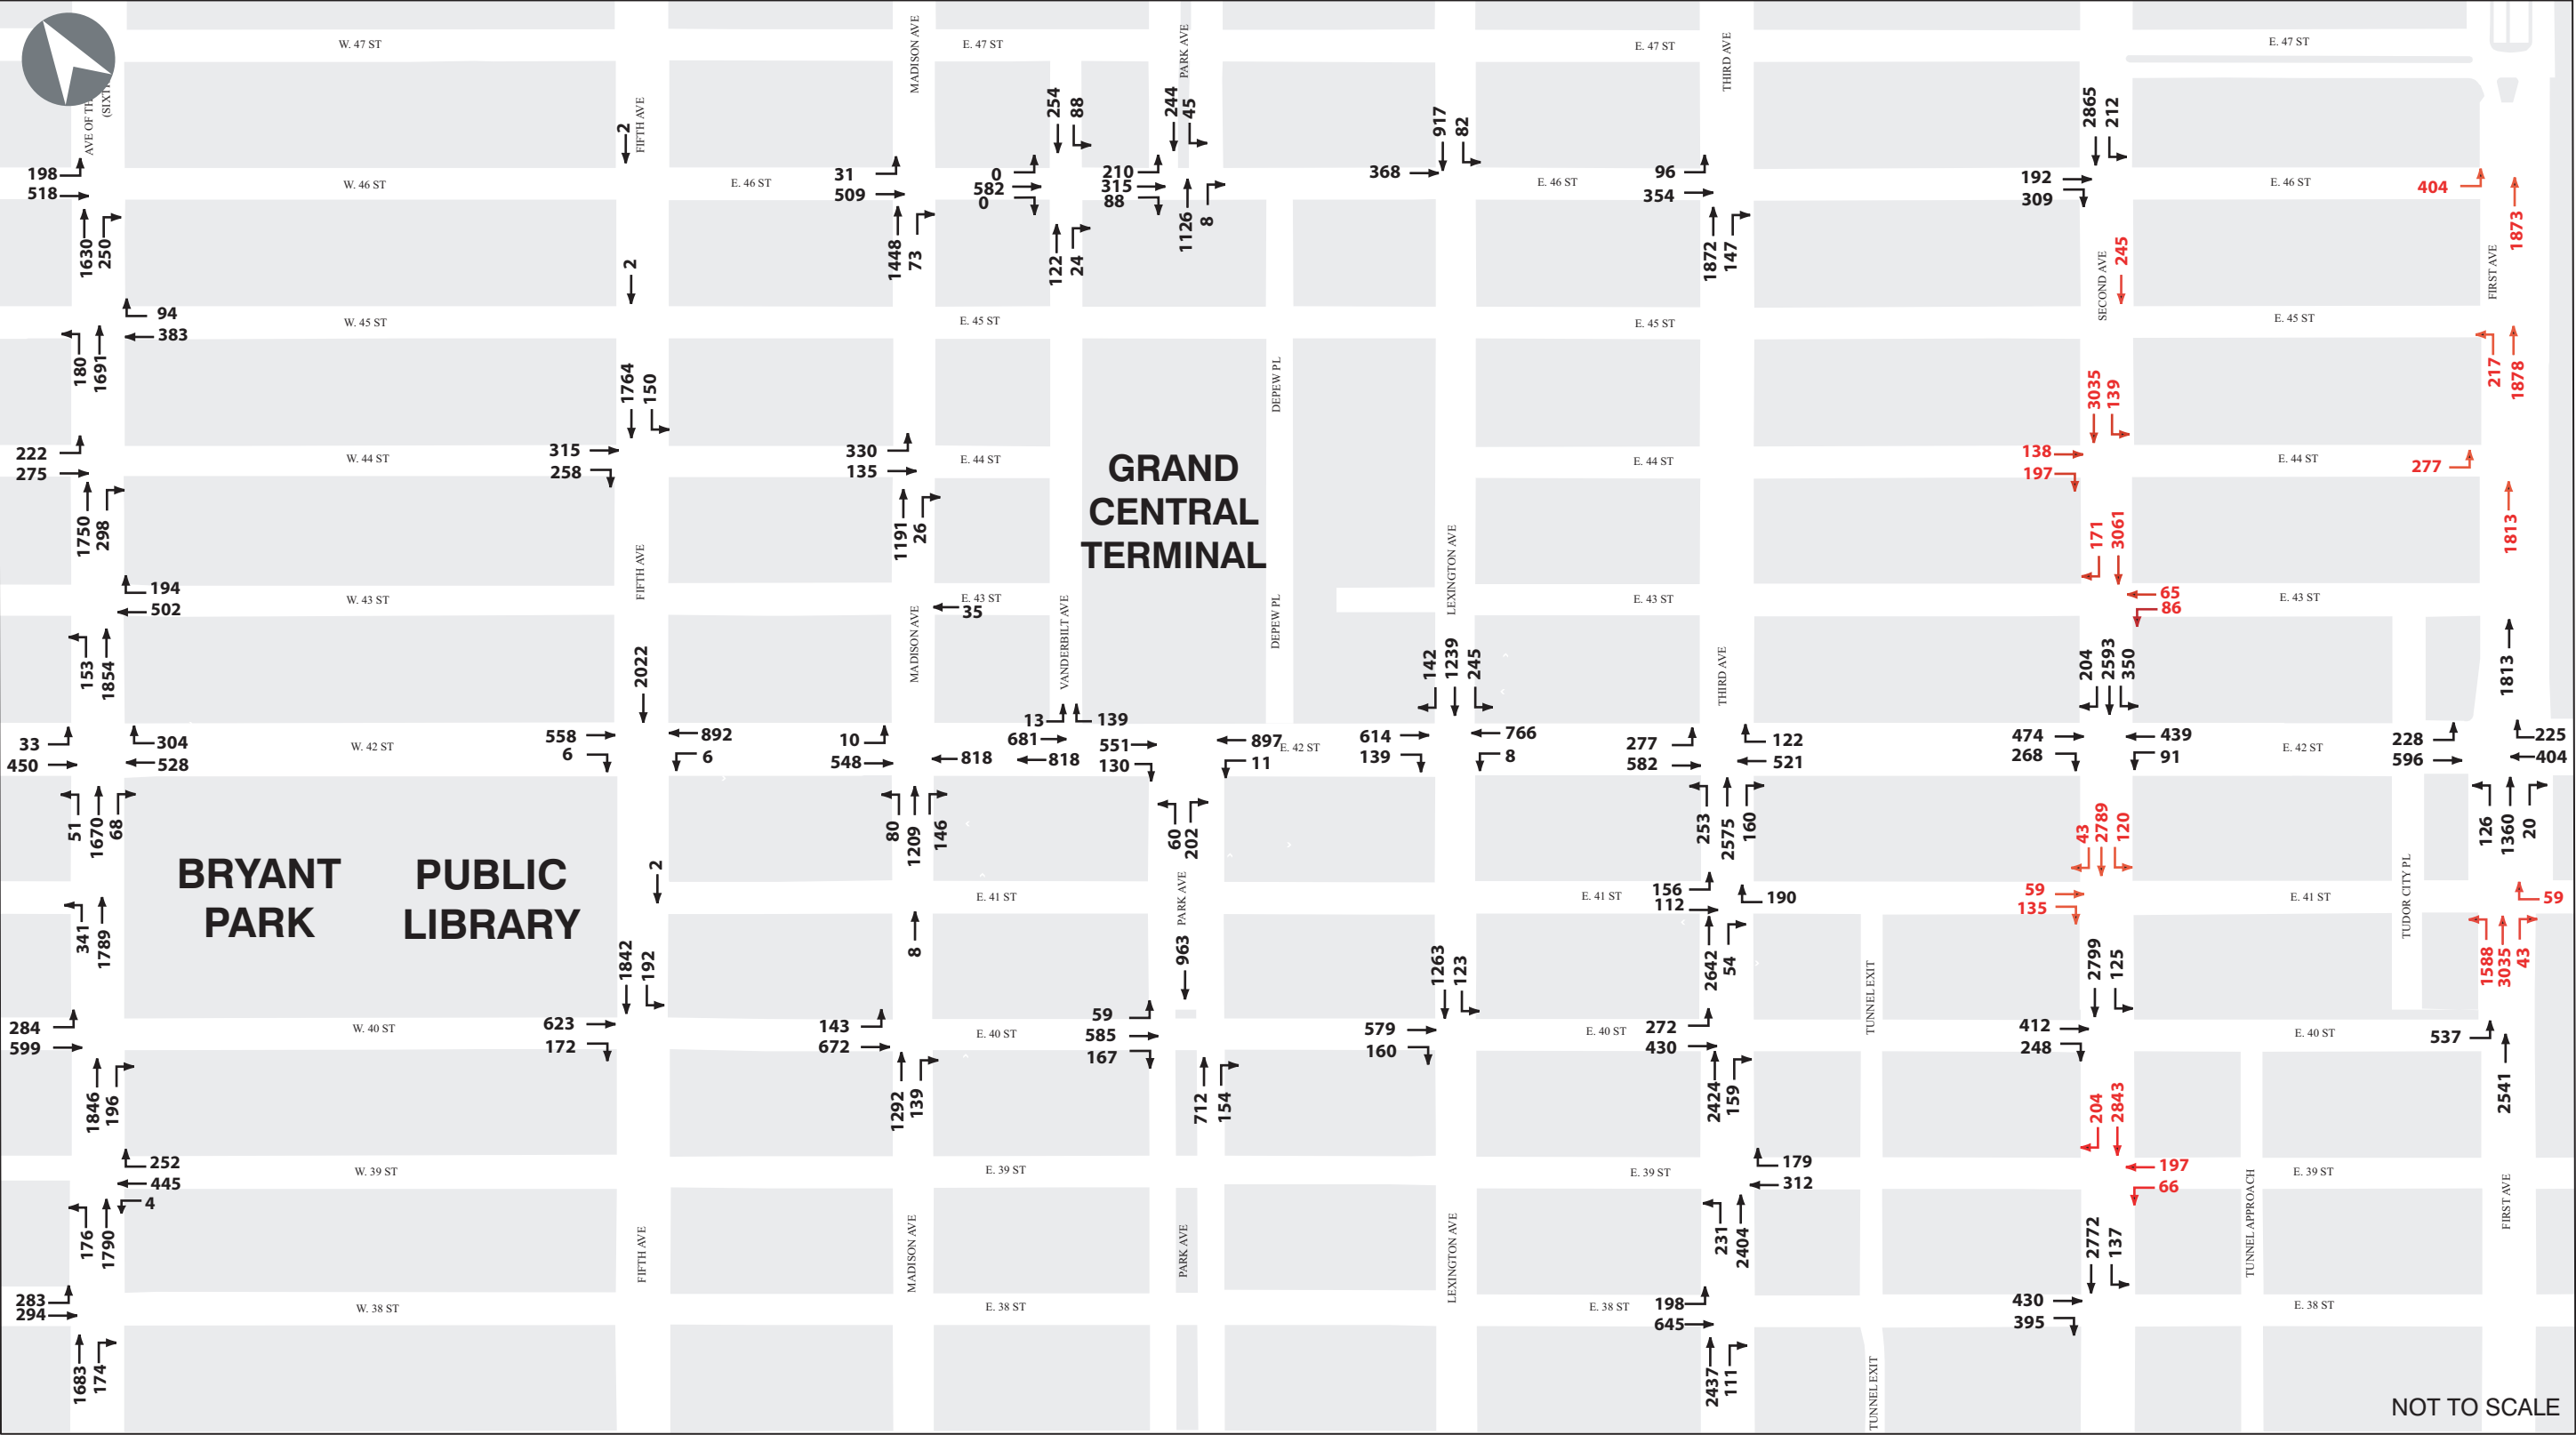 W. 47 ST
E. 47 ST
E. 47 ST
E. 47 ST
MADISON AVE
PARK AVE
THIRD AVE
AVE OF TH
(SIXT
FIFTH AVE
2
254
88
244
45
917
82
2865
212
198
518
W. 46 ST
E. 46 ST
31
509
0
582
0
210
315
88
368
E. 46 ST
96
354
192
309
E. 46 ST
404
1630
250
2
1448
73
122
24
1126
8
1872
147
SECOND AVE
245
FIRST AVE
1873
94
383
W. 45 ST
E. 45 ST
E. 45 ST
E. 45 ST
180
1691
1764
150
DEPEW PL
3035
139
217
1878
222
275
W. 44 ST
315
258
330
135
E. 44 ST
GRAND
CENTRAL
TERMINAL
E. 44 ST
138
197
E. 44 ST
277
1750
298
FIFTH AVE
1191
26
LEXINGTON AVE
171
3061
1813
194
502
W. 43 ST
E. 43 ST
35
E. 43 ST
65
86
E. 43 ST
153
1854
2022
MADISON AVE
VANDERBILT AVE
DEPEW PL
142
1239
245
THIRD AVE
204
2593
350
1813
33
450
304
528
W. 42 ST
558
6
892
6
10
548
818
13
681
139
818
551
130
897
11
E. 42 ST
614
139
766
8
277
582
122
521
474
268
439
91
E. 42 ST
228
596
225
404
51
1670
68
80
1209
146
60
202
253
2575
160
43
2789
120
126
1360
20
BRYANT
PARK
PUBLIC
LIBRARY
2
E. 41 ST
PARK AVE
E. 41 ST
156
112
190
59
135
E. 41 ST
TUDOR CITY PL
59
341
1789
1842
192
8
963
1263
123
2642
54
TUNNEL EXIT
2799
125
1588
3035
43
284
599
W. 40 ST
623
172
143
672
E. 40 ST
59
585
167
579
160
E. 40 ST
272
430
412
248
E. 40 ST
537
1846
196
1292
139
712
154
2424
159
204
2843
2541
252
445
4
W. 39 ST
E. 39 ST
E. 39 ST
179
312
197
66
E. 39 ST
176
1790
FIFTH AVE
MADISON AVE
PARK AVE
LEXINGTON AVE
231
2404
2772
137
TUNNEL APPROACH
FIRST AVE
283
294
W. 38 ST
E. 38 ST
E. 38 ST
198
645
430
395
E. 38 ST
1683
174
2437
111
TUNNEL EXIT
NOT TO SCALE